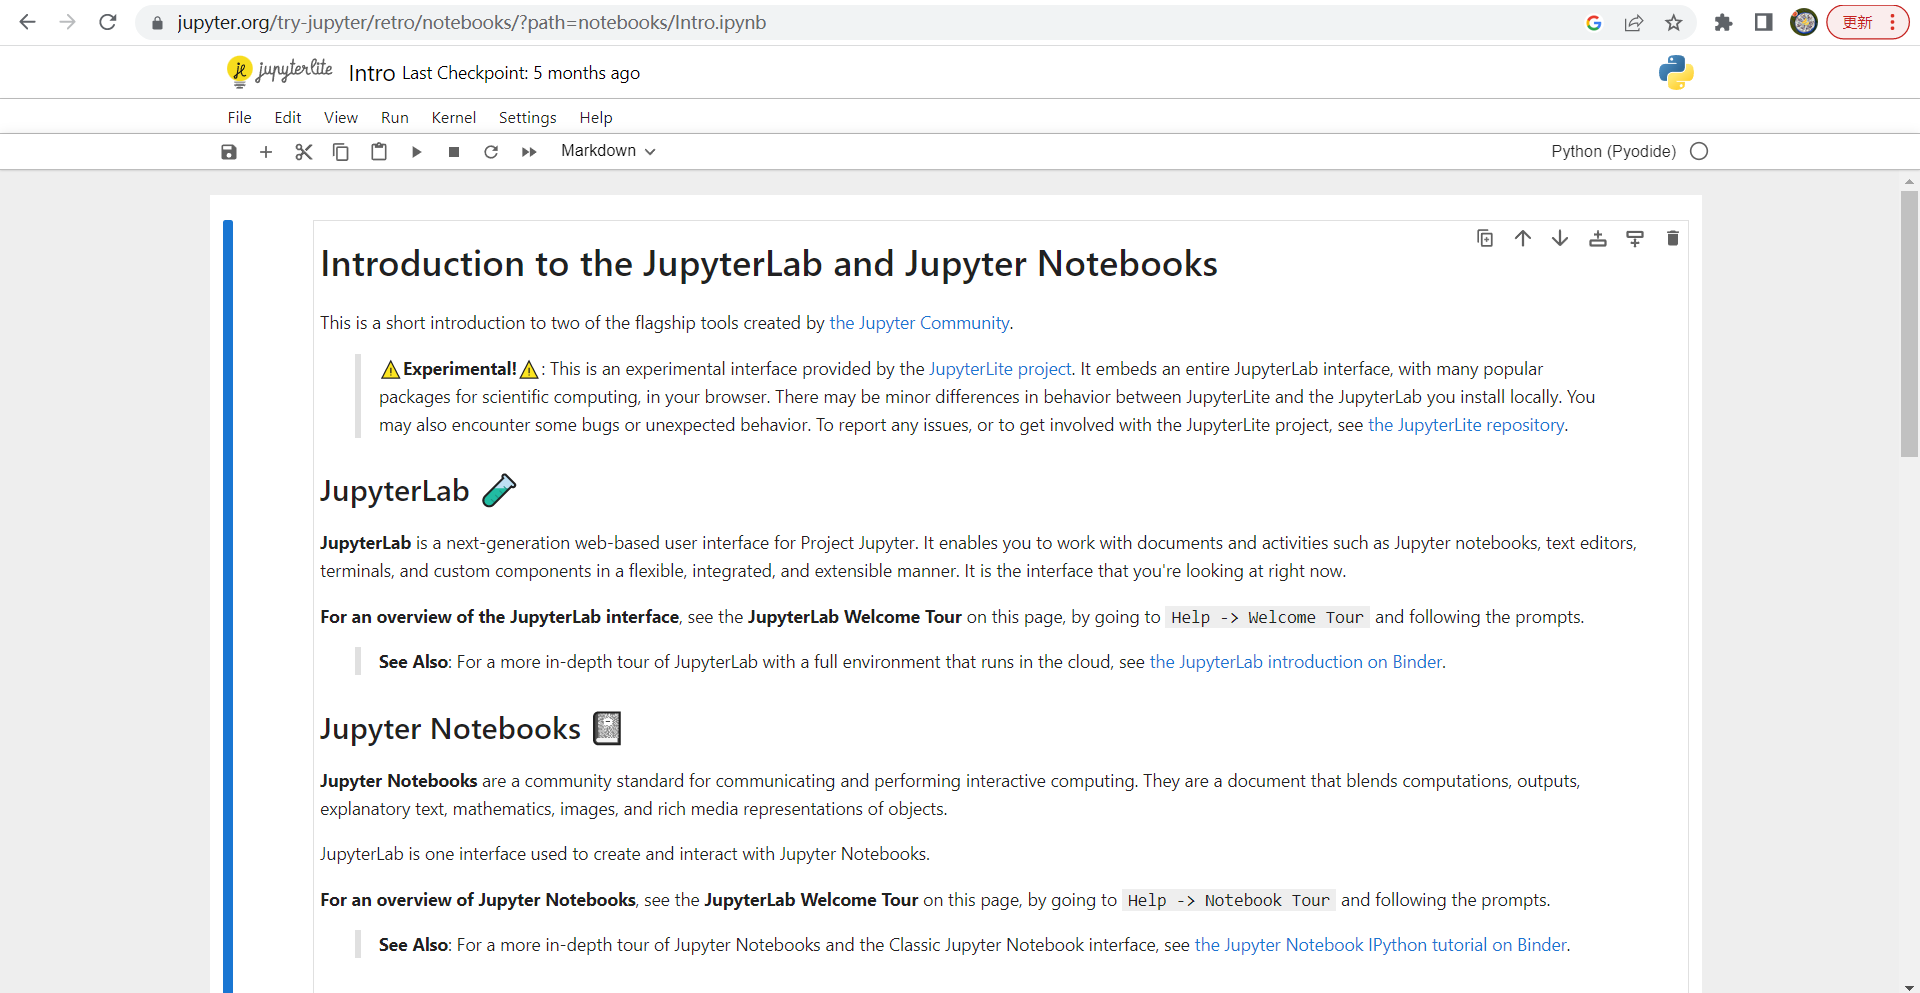 jupyter.org/try-jupyter/retro/notebooks/?path=notebooks/Intro.ipynb
更新
jupyterlite Intro Last Checkpoint: 5 months ago
File Edit View Run Kernel Settings Help
Markdown
Python (Pyodide)
Introduction to the JupyterLab and Jupyter Notebooks
This is a short introduction to two of the flagship tools created by the Jupyter Community.
⚠️Experimental!⚠️: This is an experimental interface provided by the JupyterLite project. It embeds an entire JupyterLab interface, with many popular
packages for scientific computing, in your browser. There may be minor differences in behavior between JupyterLite and the JupyterLab you install locally. You
may also encounter some bugs or unexpected behavior. To report any issues, or to get involved with the JupyterLite project, see the JupyterLite repository.
JupyterLab 🧪
JupyterLab is a next-generation web-based user interface for Project Jupyter. It enables you to work with documents and activities such as Jupyter notebooks, text editors,
terminals, and custom components in a flexible, integrated, and extensible manner. It is the interface that you're looking at right now.
For an overview of the JupyterLab interface, see the JupyterLab Welcome Tour on this page, by going to Help -> Welcome Tour and following the prompts.
See Also: For a more in-depth tour of JupyterLab with a full environment that runs in the cloud, see the JupyterLab introduction on Binder.
Jupyter Notebooks 📓
Jupyter Notebooks are a community standard for communicating and performing interactive computing. They are a document that blends computations, outputs,
explanatory text, mathematics, images, and rich media representations of objects.
JupyterLab is one interface used to create and interact with Jupyter Notebooks.
For an overview of Jupyter Notebooks, see the JupyterLab Welcome Tour on this page, by going to Help -> Notebook Tour and following the prompts.
See Also: For a more in-depth tour of Jupyter Notebooks and the Classic Jupyter Notebook interface, see the Jupyter Notebook IPython tutorial on Binder.